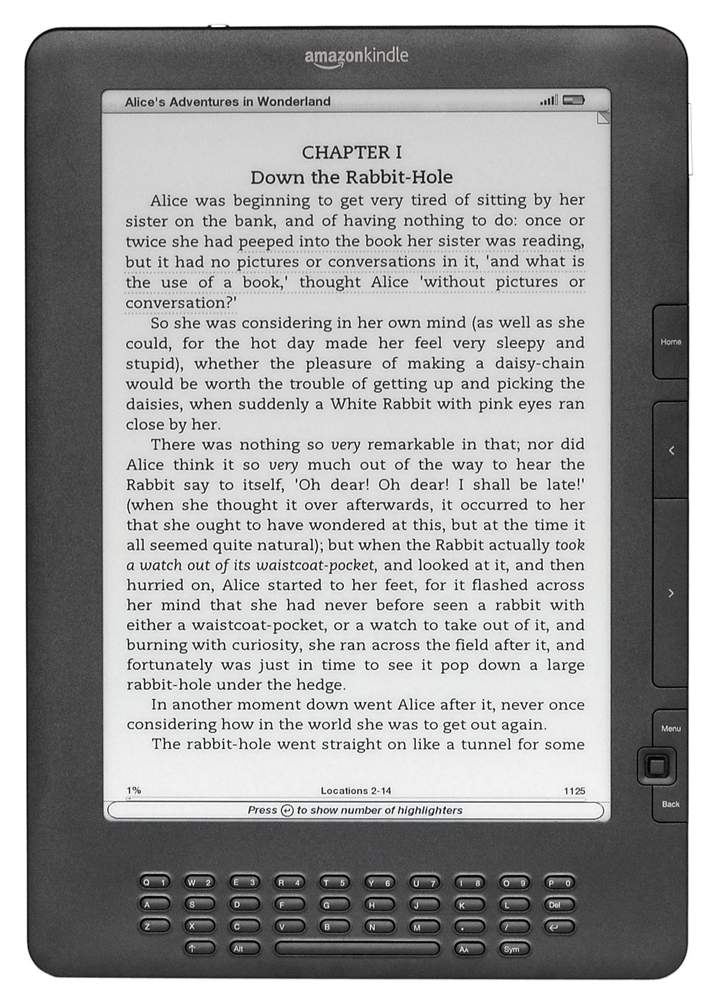 amazonkindle
Alice's Adventures in Wonderland
CHAPTER I
Down the Rabbit-Hole
Alice was beginning to get very tired of sitting by her
sister on the bank, and of having nothing to do: once or
twice she had peeped into the book her sister was reading,
but it had no pictures or conversations in it, 'and what is
the use of a book,' thought Alice 'without pictures or
conversation?'
So she was considering in her own mind (as well as she
could, for the hot day made her feel very sleepy and
stupid), whether the pleasure of making a daisy-chain
would be worth the trouble of getting up and picking the
daisies, when suddenly a White Rabbit with pink eyes ran
close by her.
There was nothing so very remarkable in that; nor did
Alice think it so very much out of the way to hear the
Rabbit say to itself, 'Oh dear! Oh dear! I shall be late!'
(when she thought it over afterwards, it occurred to her
that she ought to have wondered at this, but at the time it
all seemed quite natural); but when the Rabbit actually took
a watch out of its waistcoat-pocket, and looked at it, and then
hurried on, Alice started to her feet, for it flashed across
her mind that she had never before seen a rabbit with
either a waistcoat-pocket, or a watch to take out of it, and
burning with curiosity, she ran across the field after it, and
fortunately was just in time to see it pop down a large
rabbit-hole under the hedge.
In another moment down went Alice after it, never once
considering how in the world she was to get out again.
The rabbit-hole went straight on like a tunnel for some
1% Locations 2-14 1125
Press ↵ to show number of highlighters
Home
<
>
Menu
Back
Q 1 W 2 E 3 R 4 T 5 Y 6 U 7 I 8 O 9 P 0
A S D F G H J K L Del
Z X C V B N M . / ↵
↑ Alt AA Sym